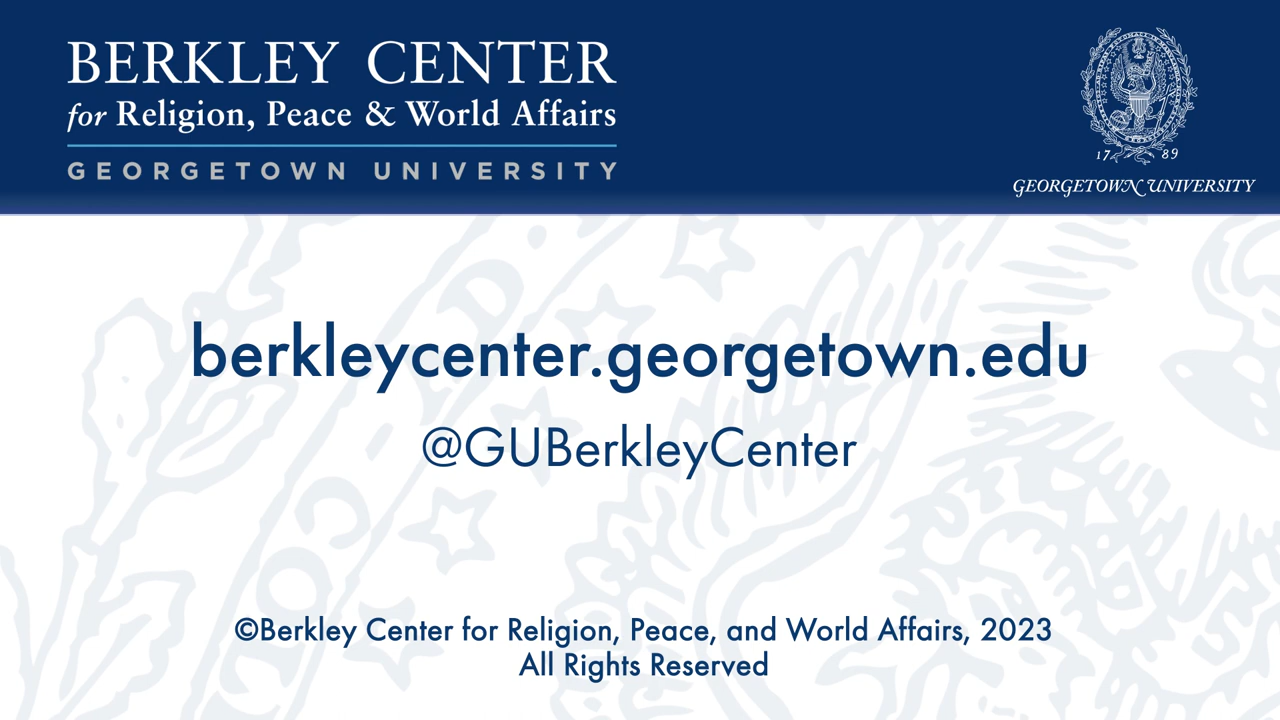 BERKLEY CENTER
for Religion, Peace & World Affairs
GEORGETOWN UNIVERSITY
17 89
GEORGETOWN UNIVERSITY
berkleycenter.georgetown.edu
@GUBerkleyCenter
©Berkley Center for Religion, Peace, and World Affairs, 2023
All Rights Reserved